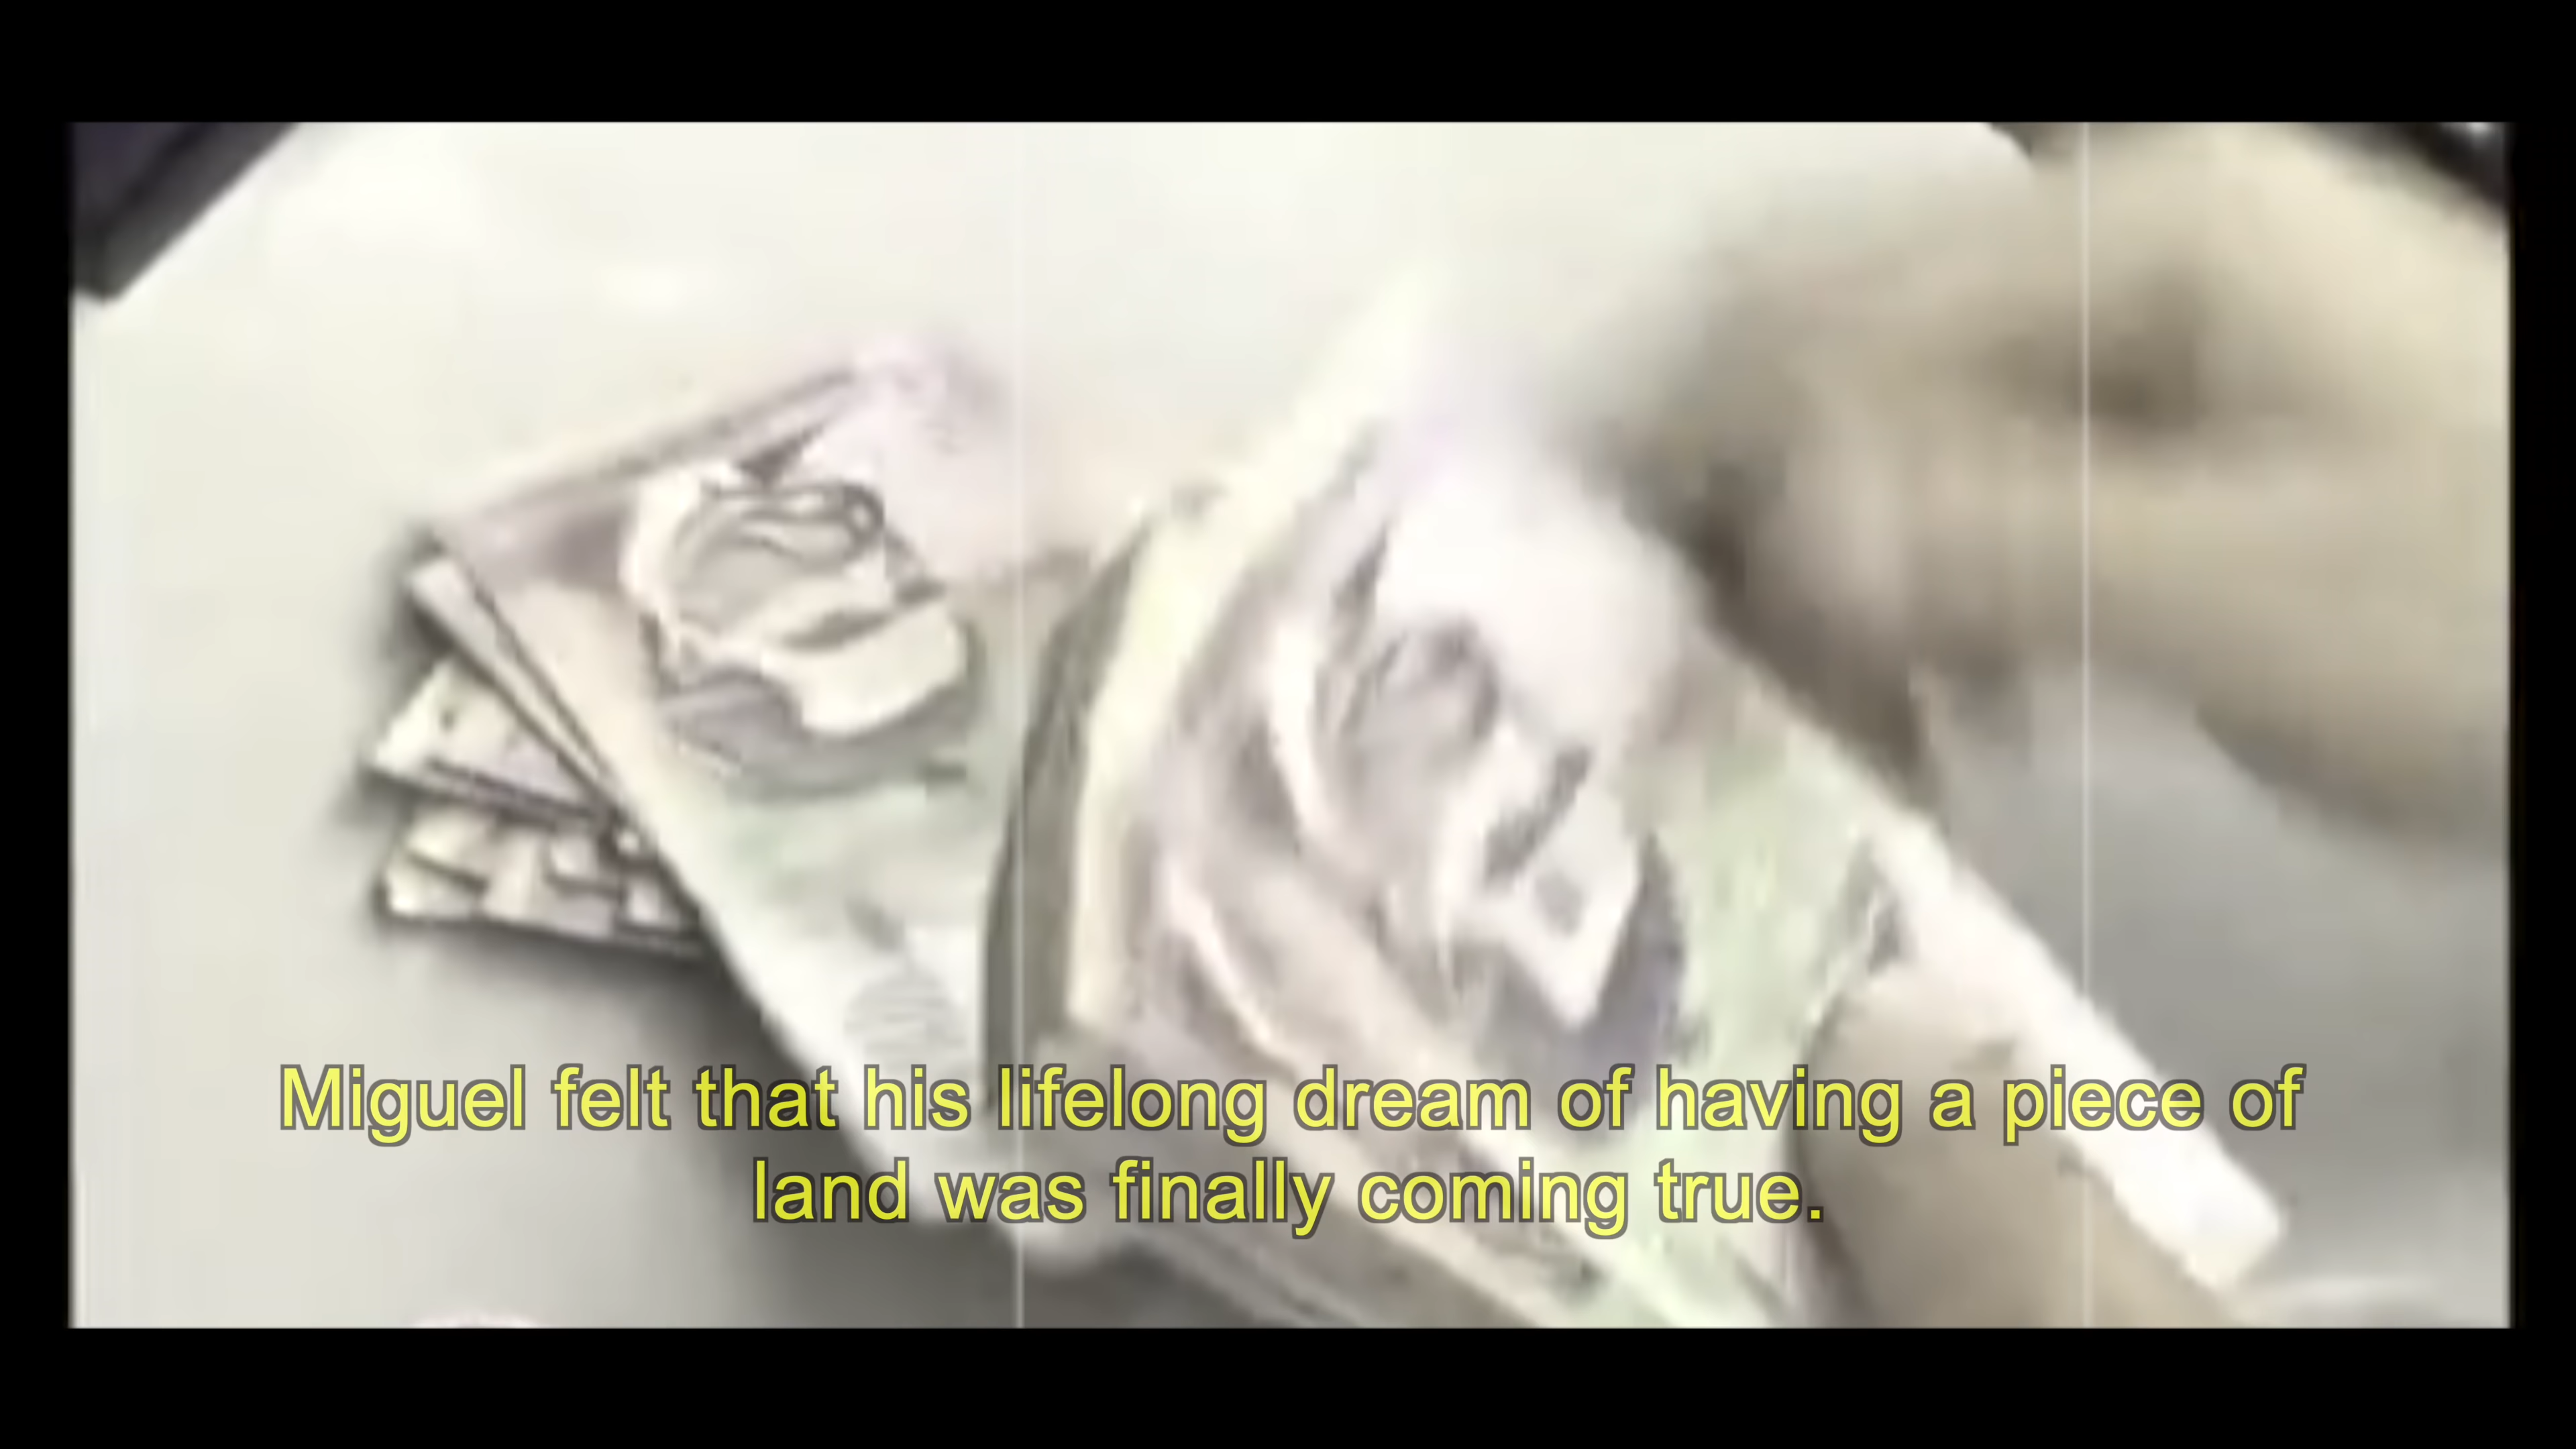 Miguel felt that his lifelong dream of having a piece of
land was finally coming true.